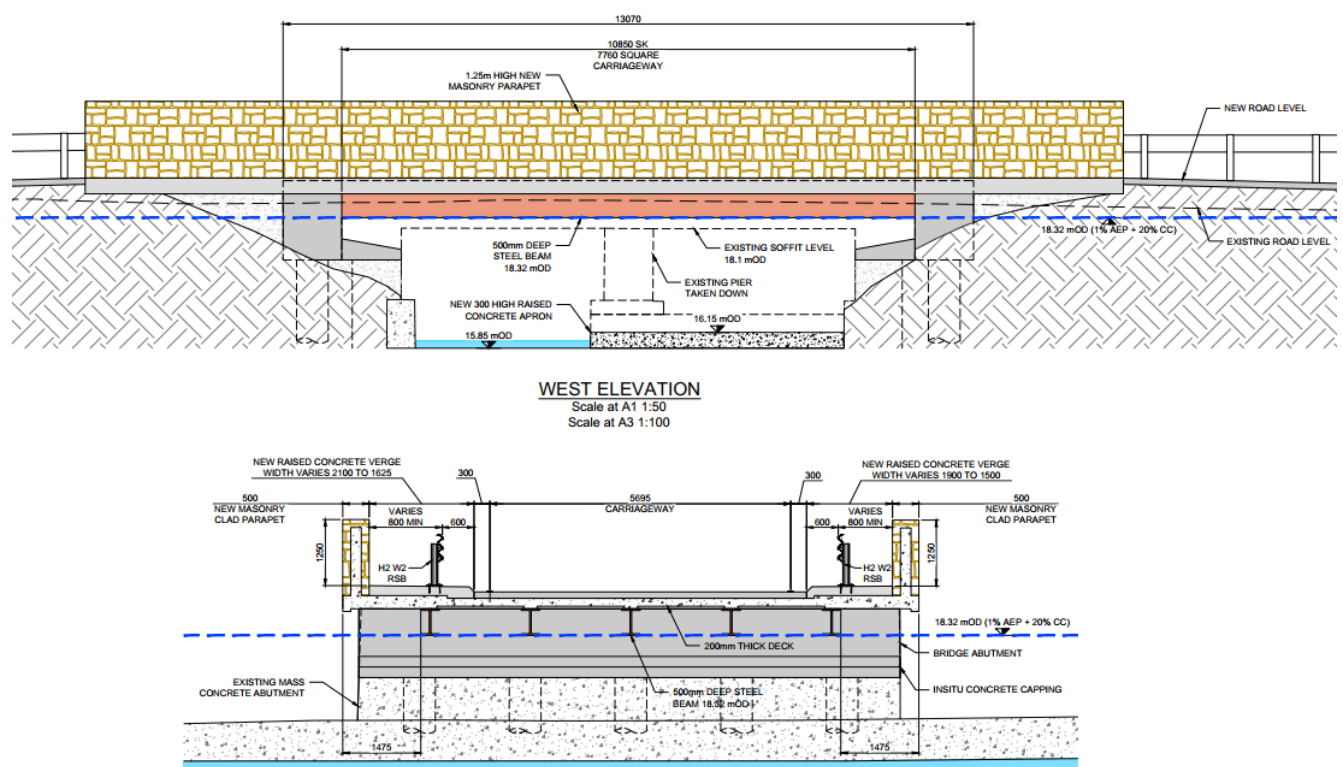 13070
10850 SK
7760 SQUARE
CARRIAGEWAY
1.25m HIGH NEW
MASONRY PARAPET
NEW ROAD LEVEL
18.32 mOD (1% AEP + 20% CC)
EXISTING ROAD LEVEL
500mm DEEP
STEEL BEAM
18.32 mOD
EXISTING SOFFIT LEVEL
18.1 mOD
EXISTING PIER
TAKEN DOWN
NEW 300 HIGH RAISED
CONCRETE APRON
16.15 mOD
15.85 mOD
WEST ELEVATION
Scale at A1 1:50
Scale at A3 1:100
NEW RAISED CONCRETE VERGE
WIDTH VARIES 2100 TO 1625
300
300
NEW RAISED CONCRETE VERGE
WIDTH VARIES 1900 TO 1500
500
NEW MASONRY
CLAD PARAPET
VARIES
800 MIN
600
5695
CARRIAGEWAY
600
VARIES
800 MIN
500
NEW MASONRY
CLAD PARAPET
1250
H2 W2
RSB
H2 W2
RSB
1250
18.32 mOD (1% AEP + 20% CC)
200mm THICK DECK
BRIDGE ABUTMENT
EXISTING MASS
CONCRETE ABUTMENT
500mm DEEP STEEL
BEAM 18.32 mOD
INSITU CONCRETE CAPPING
1475
1475